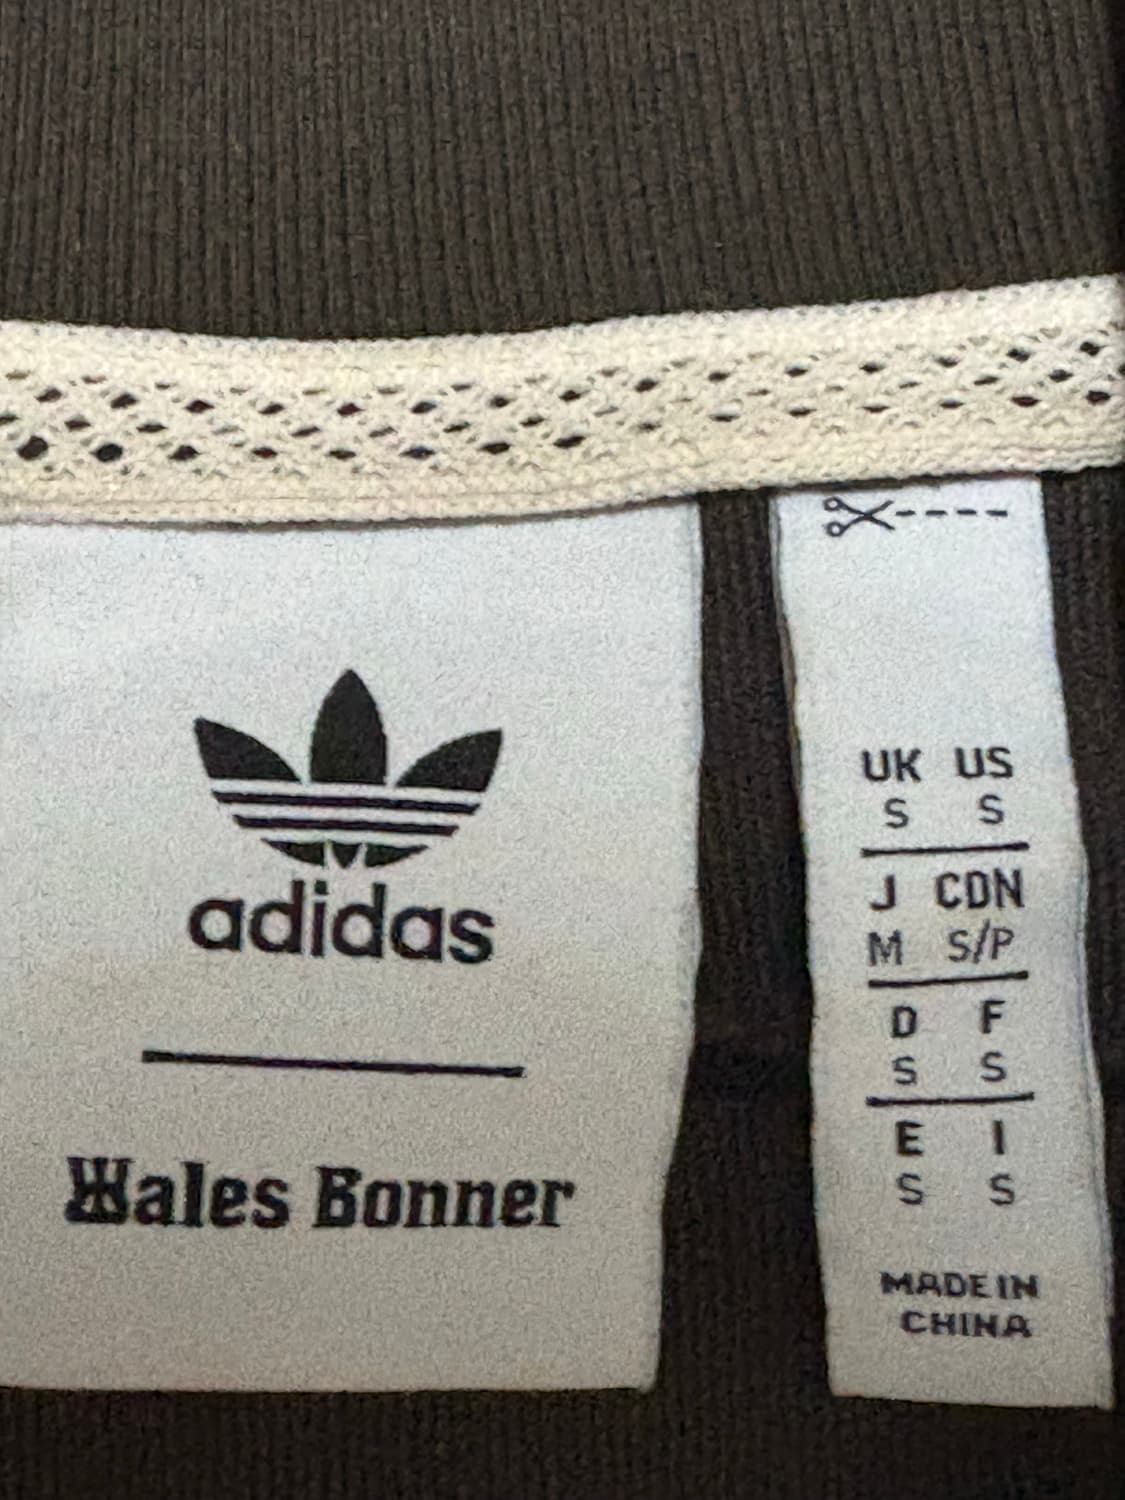 adidas
Wales Bonner
UK US
S S
J CDN
M S/P
D F
S S
E I
S S
MADE IN
CHINA